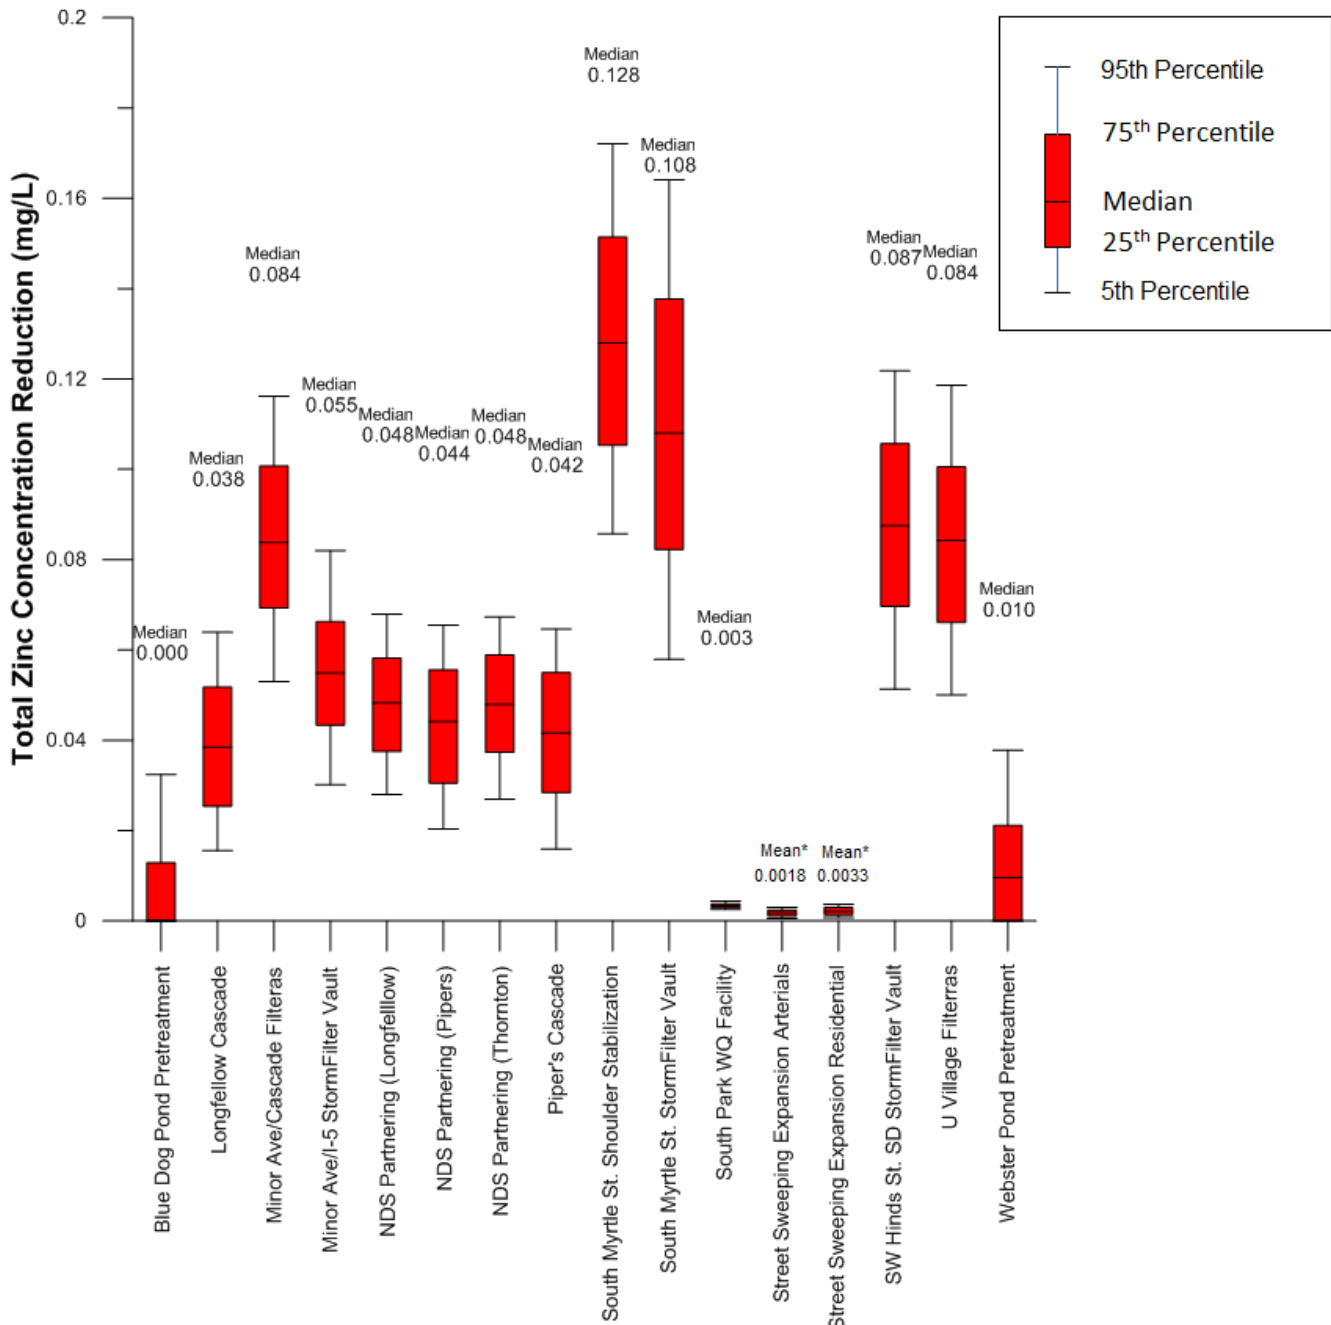 0.2
0.16
0.12
0.08
0.04
0
Total Zinc Concentration Reduction (mg/L)
Median
0.000
Median
0.038
Median
0.084
Median
0.055
Median
0.048
Median
0.044
Median
0.048
Median
0.042
Median
0.128
Median
0.108
Median
0.003
Mean*
0.0018
Mean*
0.0033
Median
0.087
Median
0.084
Median
0.010
95th Percentile
75th Percentile
Median
25th Percentile
5th Percentile
Blue Dog Pond Pretreatment
Longfellow Cascade
Minor Ave/Cascade Filteras
Minor Ave/I-5 StormFilter Vault
NDS Partnering (Longfelllow)
NDS Partnering (Pipers)
NDS Partnering (Thornton)
Piper's Cascade
South Myrtle St. Shoulder Stabilization
South Myrtle St. StormFilter Vault
South Park WQ Facility
Street Sweeping Expansion Arterials
Street Sweeping Expansion Residential
SW Hinds St. SD StormFilter Vault
U Village Filterras
Webster Pond Pretreatment